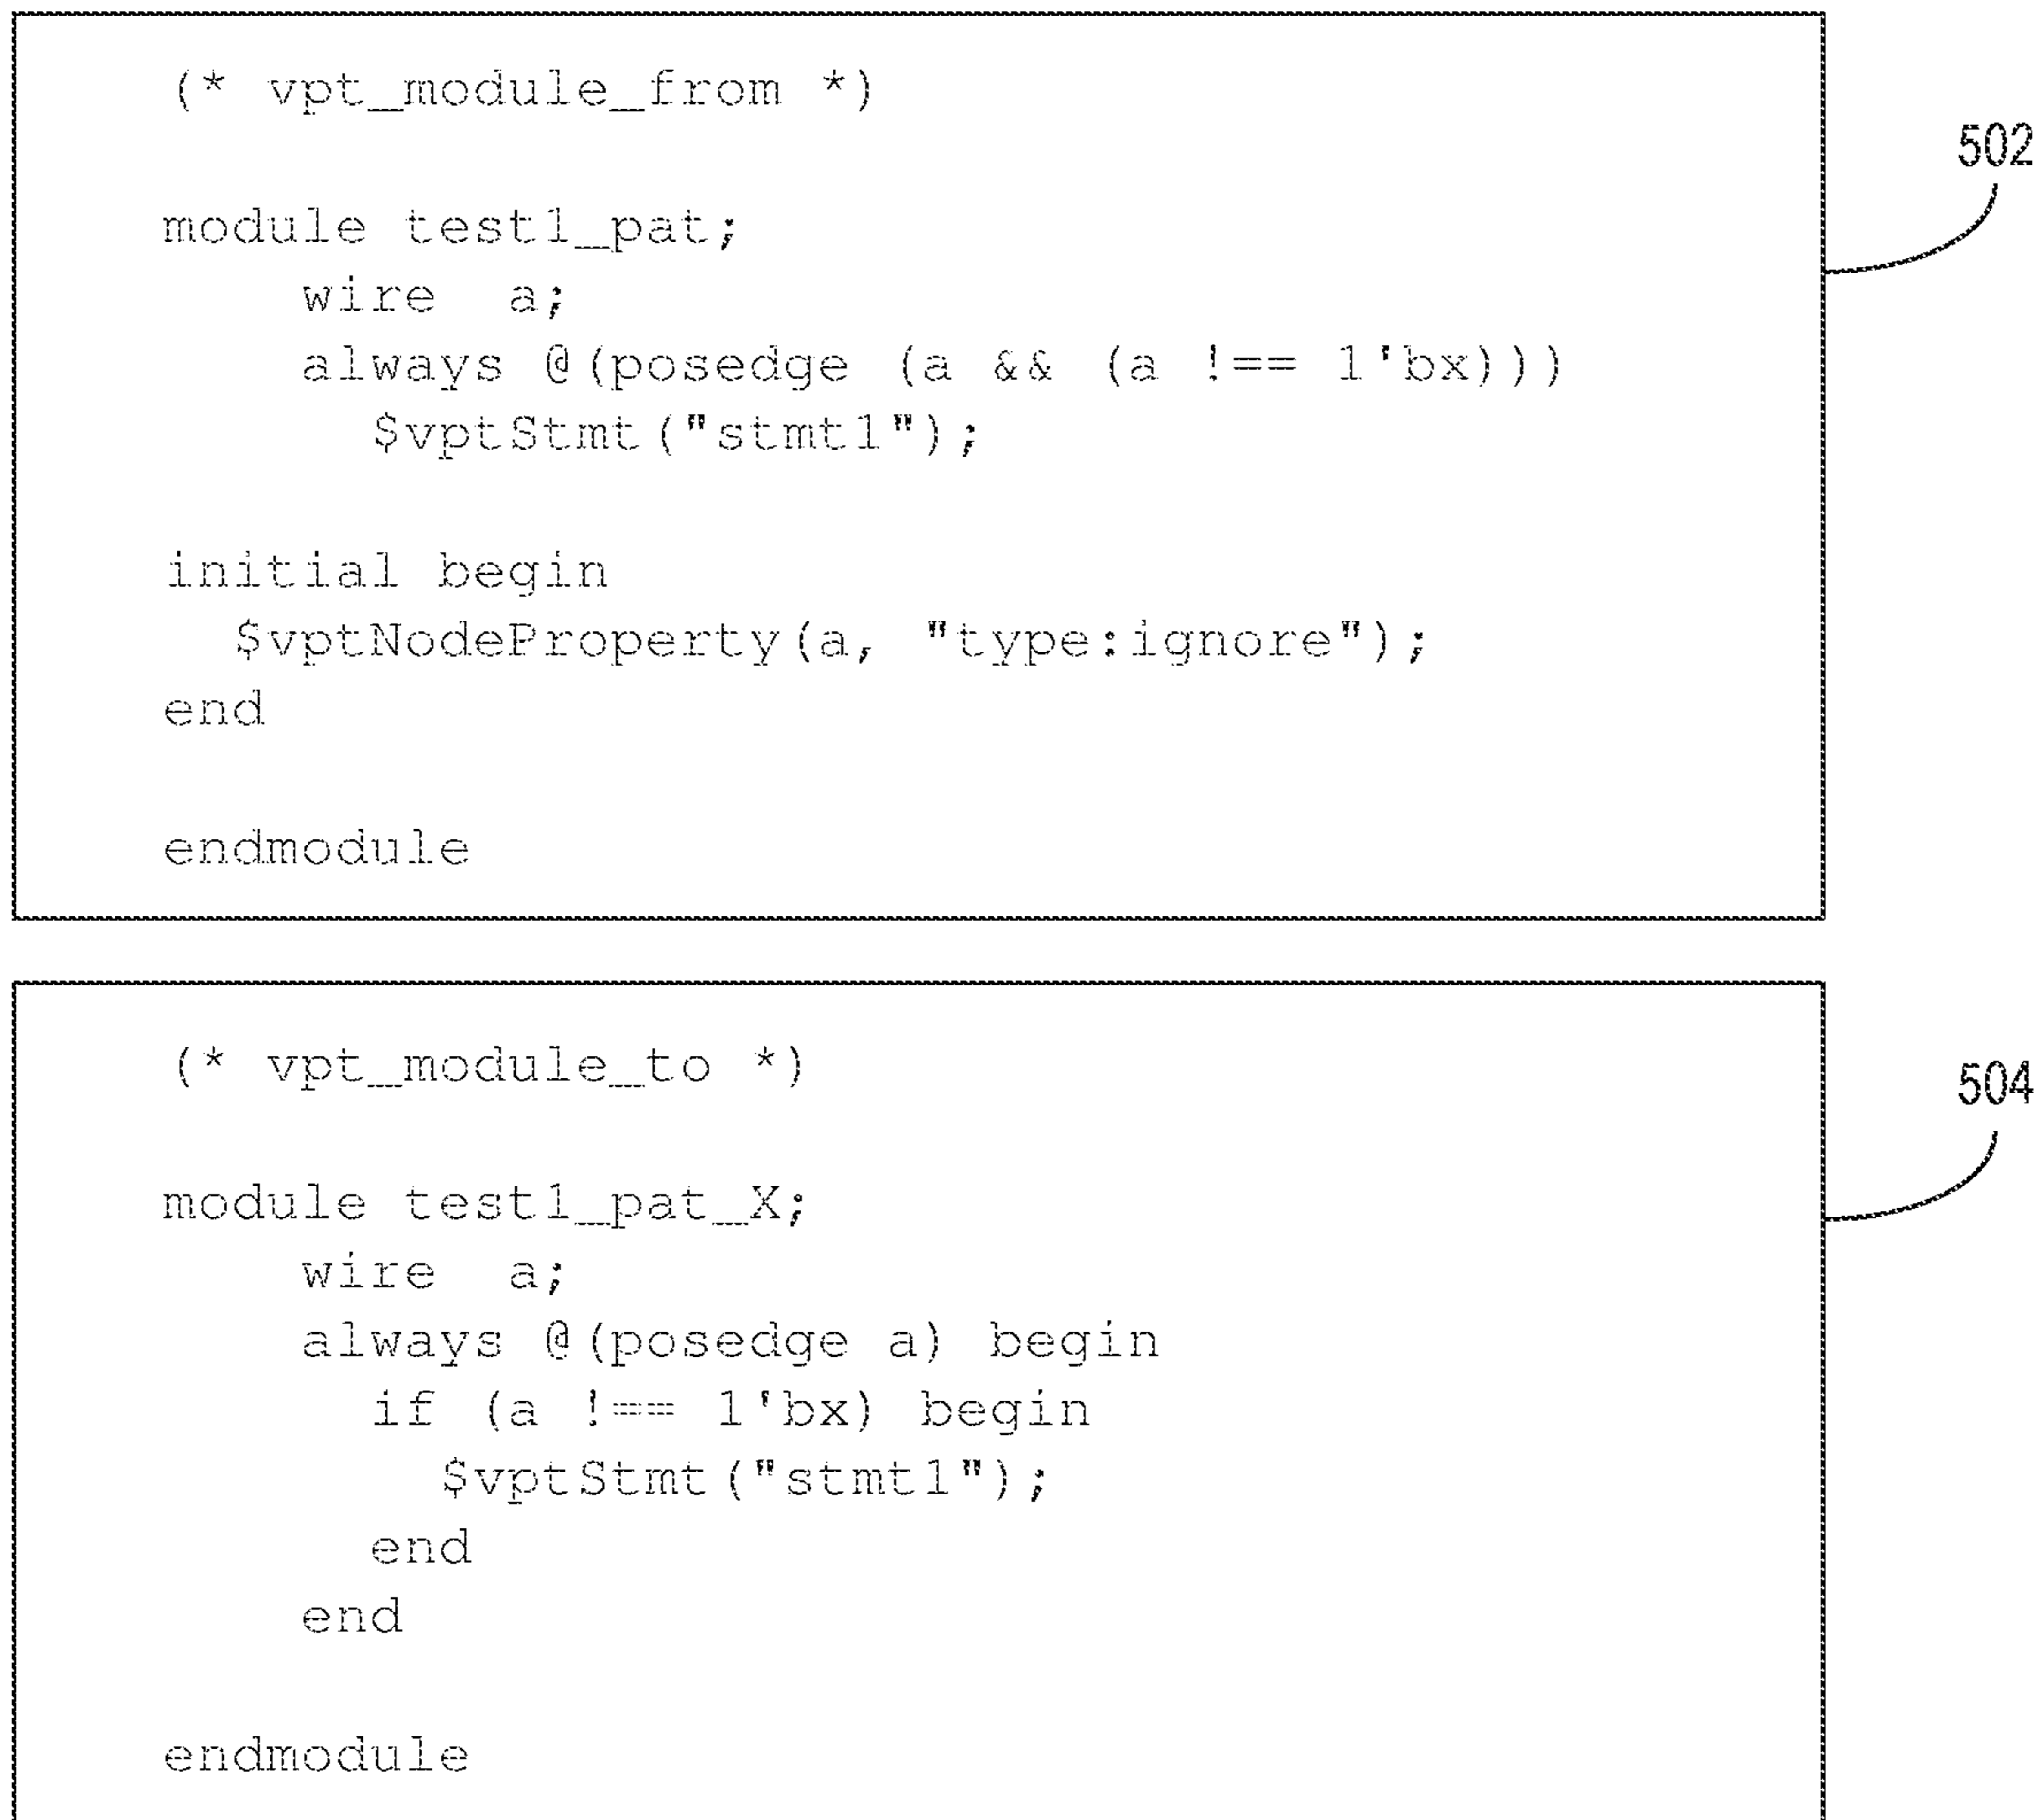 (* vpt_module_from *)
502
module test1_pat;
wire  a;
always @(posedge (a && (a !== 1'bx)))
$vptStmt("stmt1");
initial begin
$vptNodeProperty(a, "type:ignore");
end
endmodule
(* vpt_module_to *)
504
module test1_pat_X;
wire  a;
always @(posedge a) begin
if (a !== 1'bx) begin
$vptStmt("stmt1");
end
end
endmodule